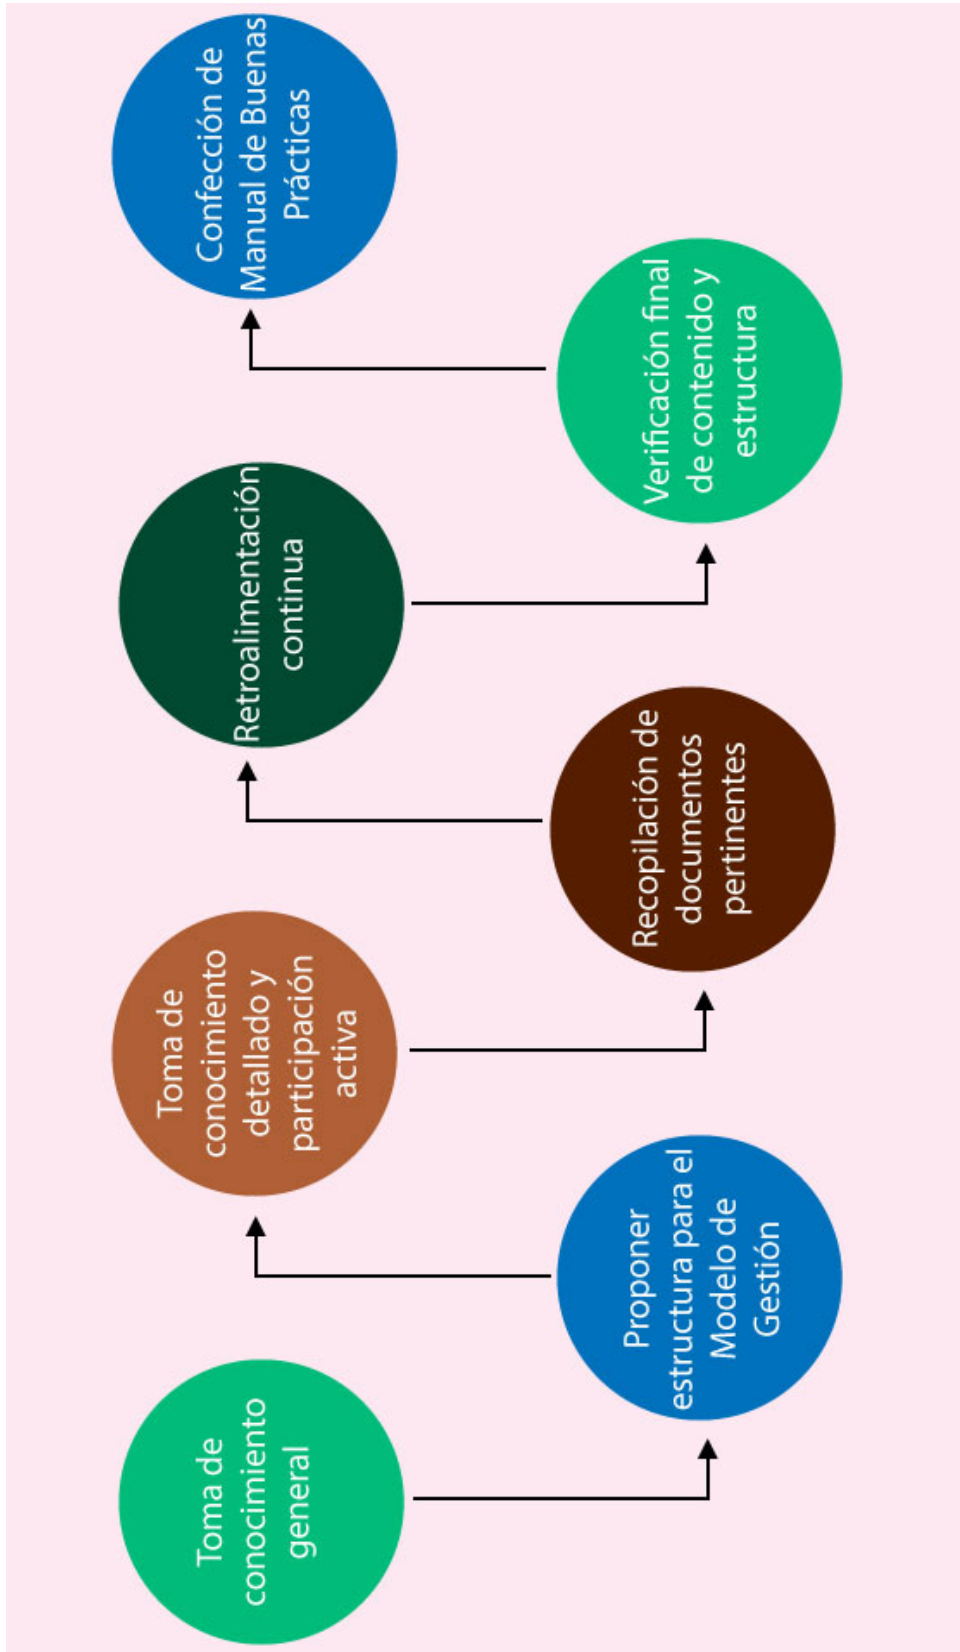 Toma de
conocimiento
general
Proponer
estructura para el
Modelo de
Gestión
Toma de
conocimiento
detallado y
participación
activa
Recopilación de
documentos
pertinentes
Retroalimentación
continua
Verificación final
de contenido y
estructura
Confección de
Manual de Buenas
Prácticas